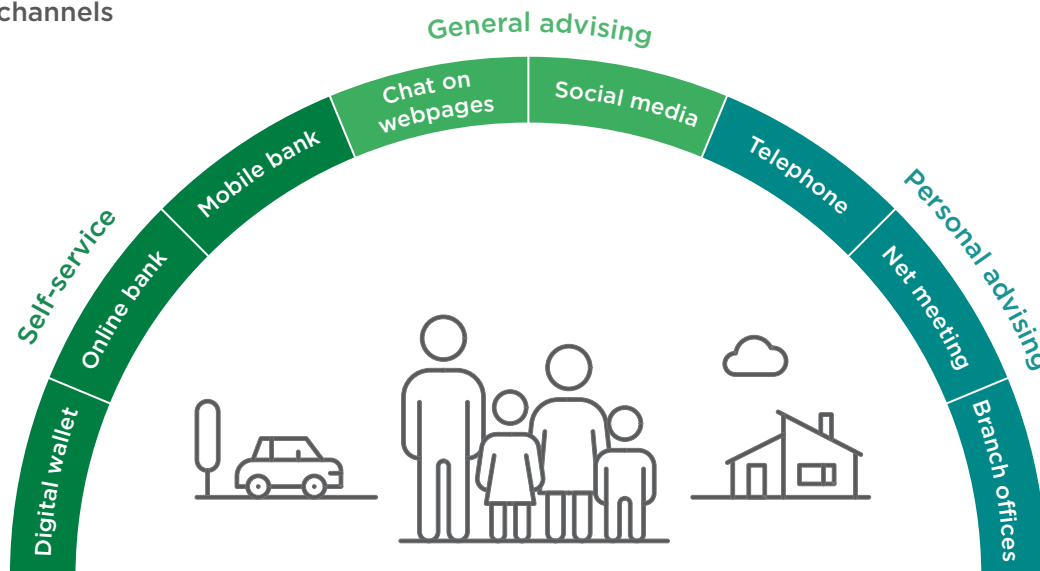 channels
General advising
Chat on
webpages
Social media
Mobile bank
Telephone
Self-service
Personal advising
Online bank
Net meeting
Digital wallet
Branch offices